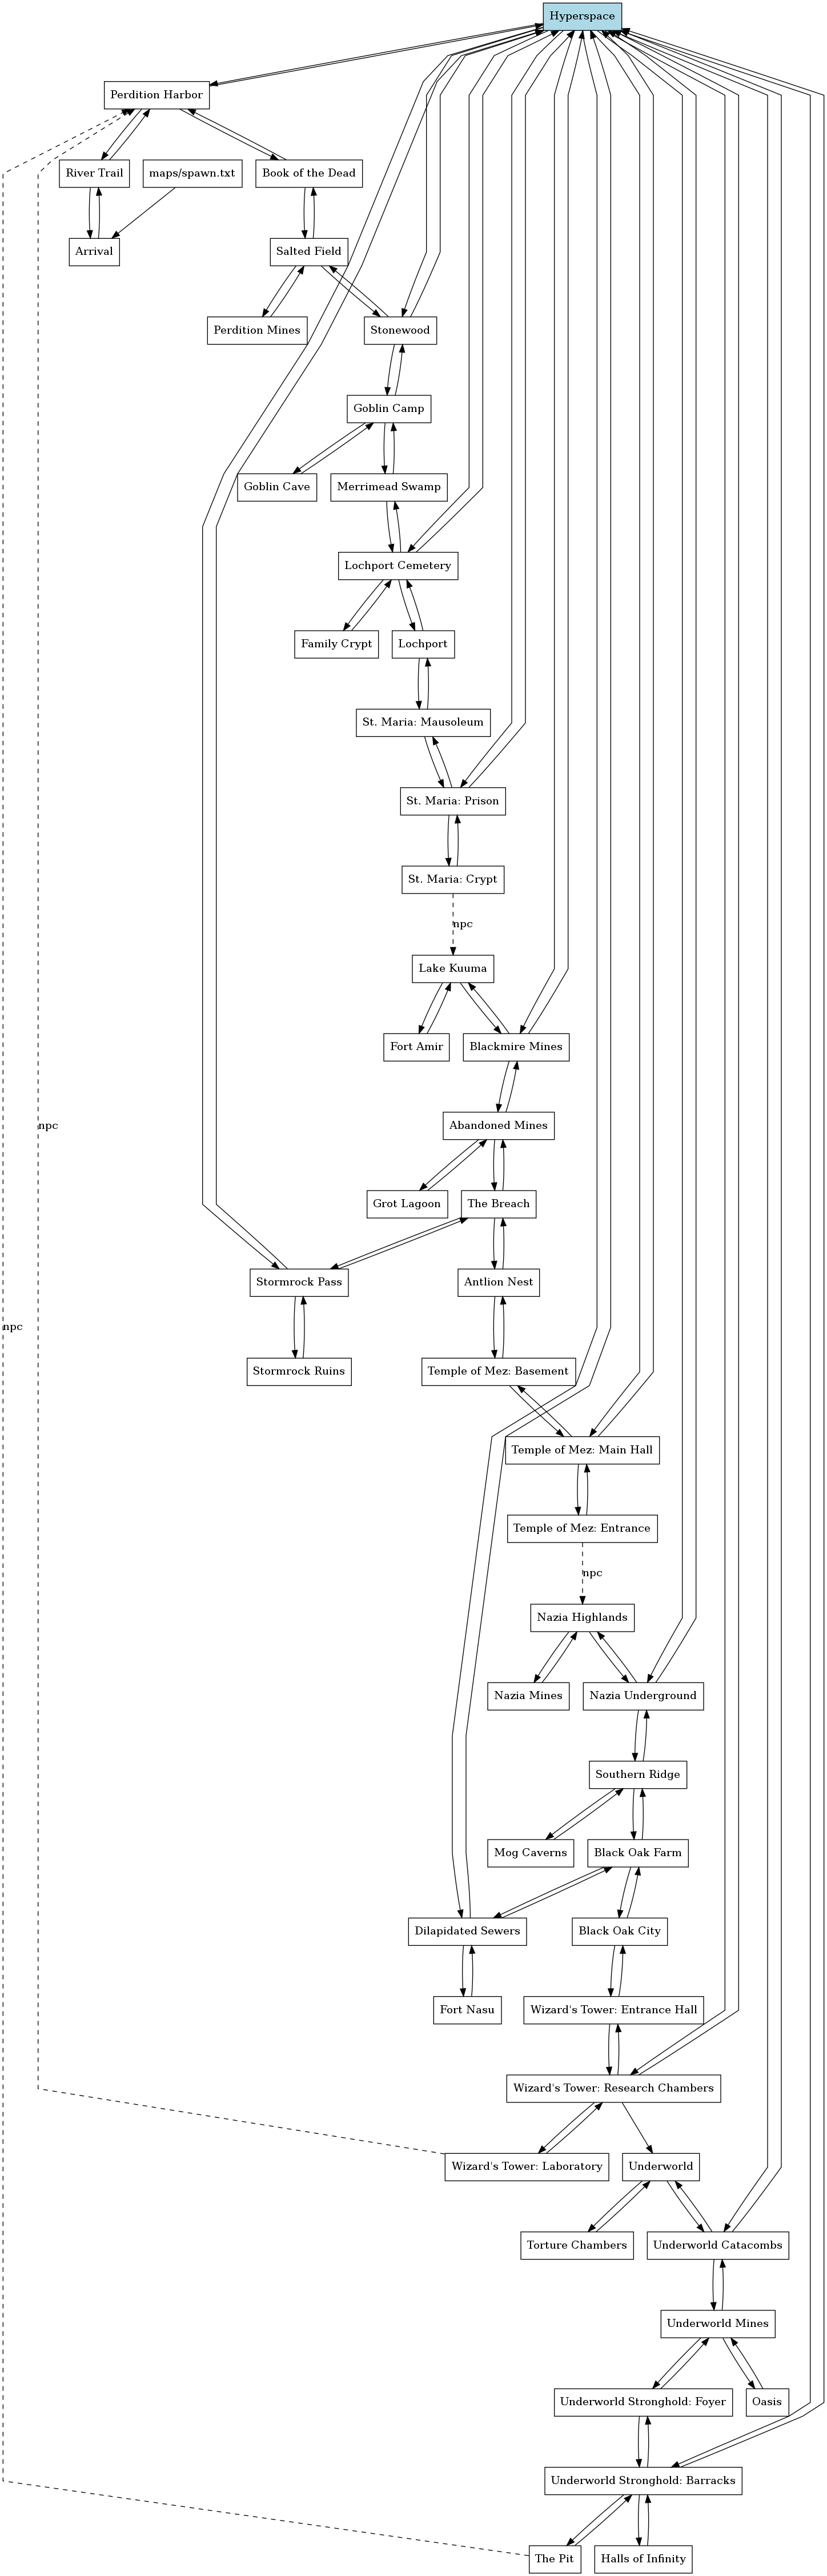 Hyperspace
Perdition Harbor
River Trail
maps/spawn.txt
Book of the Dead
Arrival
Salted Field
Perdition Mines
Stonewood
Goblin Camp
Goblin Cave
Merrimead Swamp
Lochport Cemetery
Family Crypt
Lochport
St. Maria: Mausoleum
St. Maria: Prison
St. Maria: Crypt
npc
Lake Kuuma
Fort Amir
Blackmire Mines
Abandoned Mines
npc
Grot Lagoon
The Breach
Stormrock Pass
Antlion Nest
npc
Stormrock Ruins
Temple of Mez: Basement
Temple of Mez: Main Hall
Temple of Mez: Entrance
npc
Nazia Highlands
Nazia Mines
Nazia Underground
Southern Ridge
Mog Caverns
Black Oak Farm
Dilapidated Sewers
Black Oak City
Fort Nasu
Wizard's Tower: Entrance Hall
Wizard's Tower: Research Chambers
Wizard's Tower: Laboratory
Underworld
Torture Chambers
Underworld Catacombs
Underworld Mines
Underworld Stronghold: Foyer
Oasis
Underworld Stronghold: Barracks
The Pit
Halls of Infinity